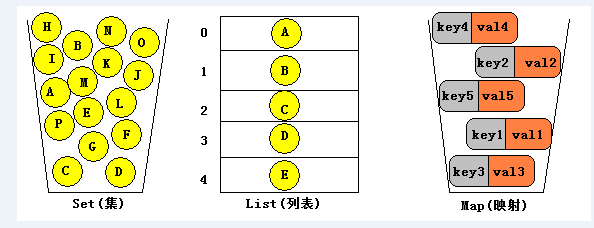 H
N
B
O
I
K
J
M
A
L
E
P
F
G
C
D
Set(集)
0 A
1 B
2 C
3 D
4 E
List(列表)
key4 val4
key2 val2
key5 val5
key1 val1
key3 val3
Map(映射)